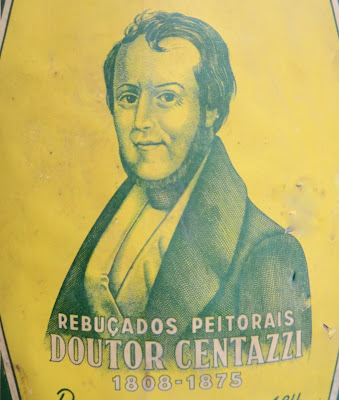 REBUÇADOS PEITORAIS
DOUTOR CENTAZZI
1808-1875